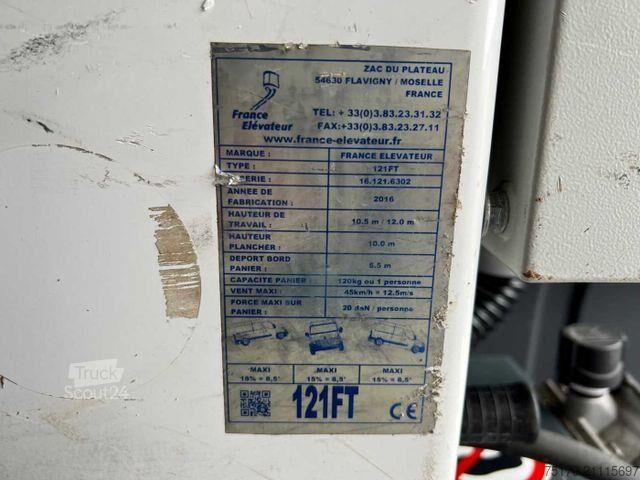 ZAC DU PLATEAU
54630 FLAVIGNY / MOSELLE
FRANCE
France
Elévateur
TEL: + 33(0)3.83.23.31.32
FAX:+33(0)3.83.23.27.11
www.france-elevateur.fr
MARQUE : FRANCE ELEVATEUR
TYPE : 121FT
SERIE : 16.121.6302
ANNEE DE
FABRICATION : 2016
HAUTEUR DE
TRAVAIL : 10.5 m / 12.0 m
HAUTEUR
PLANCHER : 10.0 m
DEPORT BORD
PANIER : 6.5 m
CAPACITE PANIER : 120kg ou 1 personne
VENT MAXI : 45km/h = 12.5m/s
FORCE MAXI SUR
PANIER : 20 daN / personne
MAXI MAXI MAXI
15% = 8,5° 15% = 8,5° 15% = 8,5°
121FT CE
Truck
Scout24